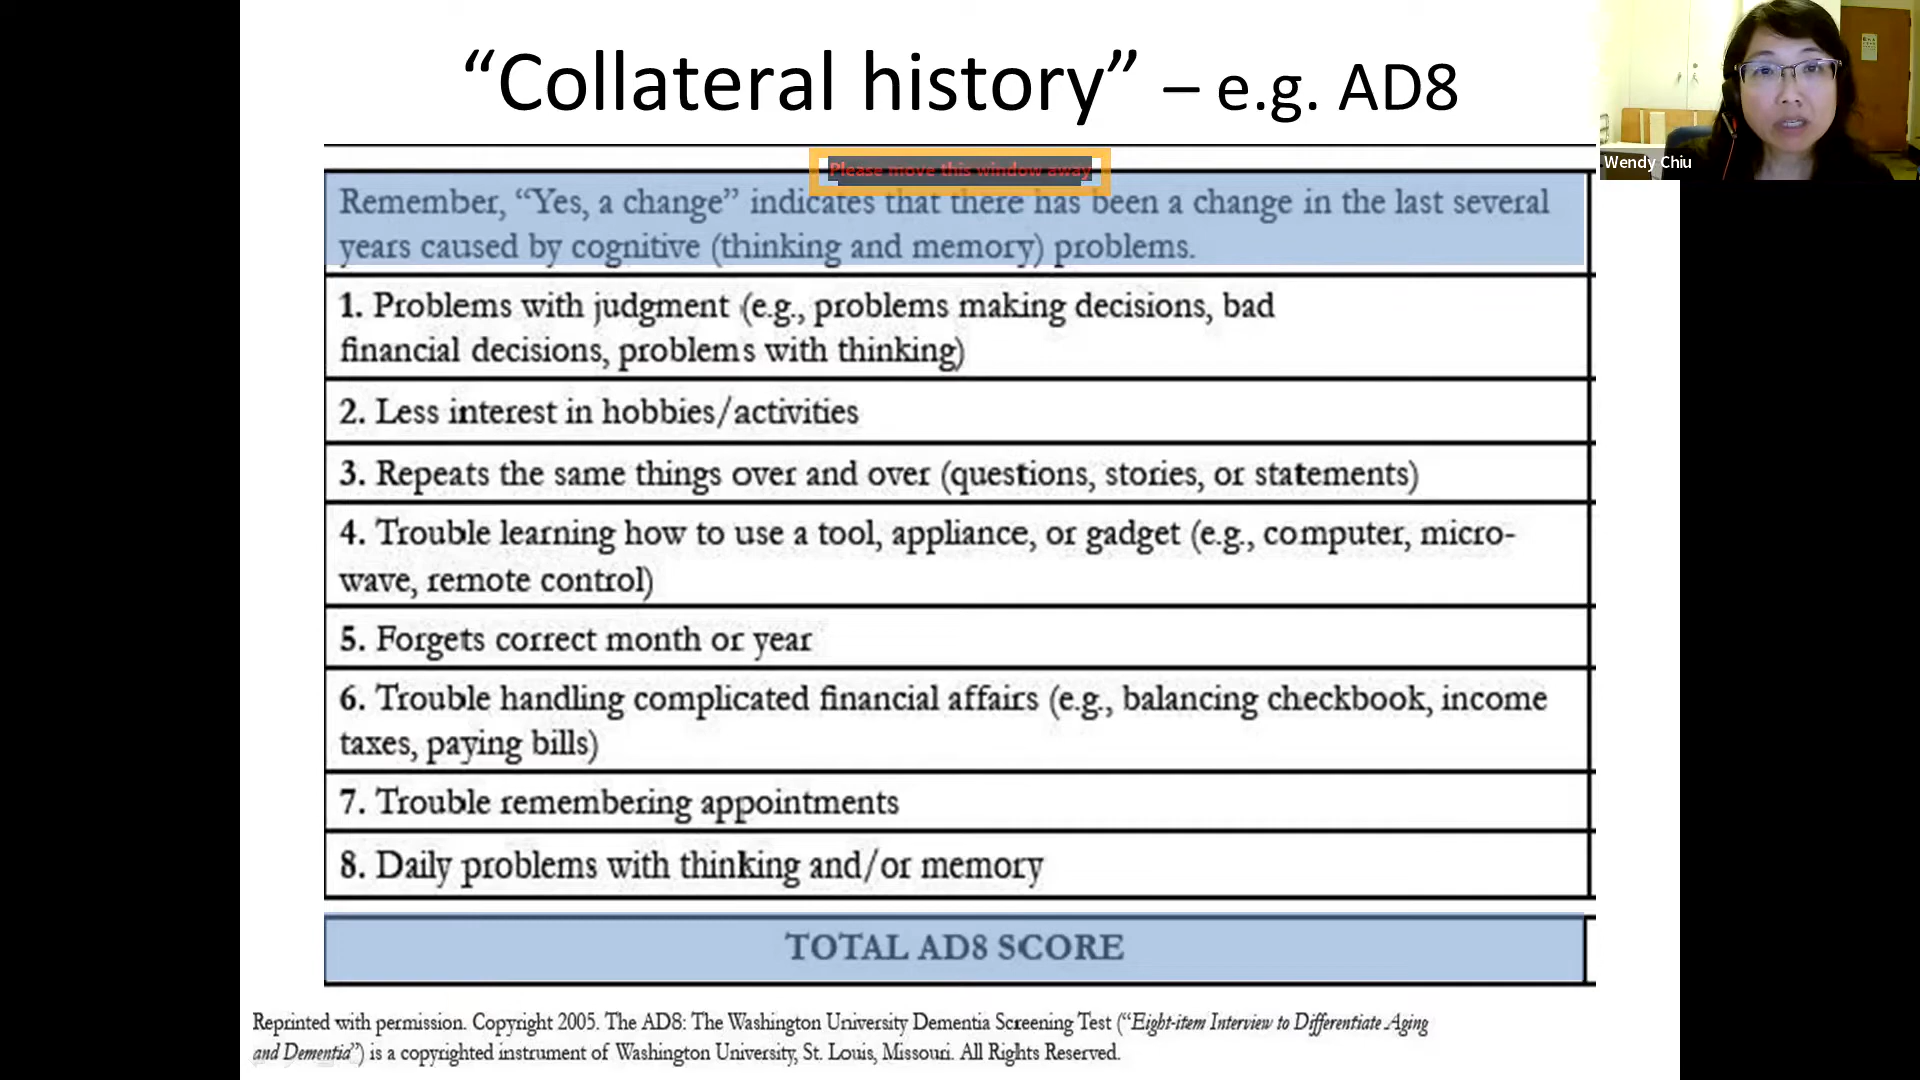 “Collateral history” – e.g. AD8
Wendy Chiu
Please move this window away
Remember, “Yes, a change” indicates that there has been a change in the last several
years caused by cognitive (thinking and memory) problems.
1. Problems with judgment (e.g., problems making decisions, bad
financial decisions, problems with thinking)
2. Less interest in hobbies/activities
3. Repeats the same things over and over (questions, stories, or statements)
4. Trouble learning how to use a tool, appliance, or gadget (e.g., computer, micro-
wave, remote control)
5. Forgets correct month or year
6. Trouble handling complicated financial affairs (e.g., balancing checkbook, income
taxes, paying bills)
7. Trouble remembering appointments
8. Daily problems with thinking and/or memory
TOTAL AD8 SCORE
Reprinted with permission. Copyright 2005. The AD8: The Washington University Dementia Screening Test (“Eight-item Interview to Differentiate Aging
and Dementia”) is a copyrighted instrument of Washington University, St. Louis, Missouri. All Rights Reserved.